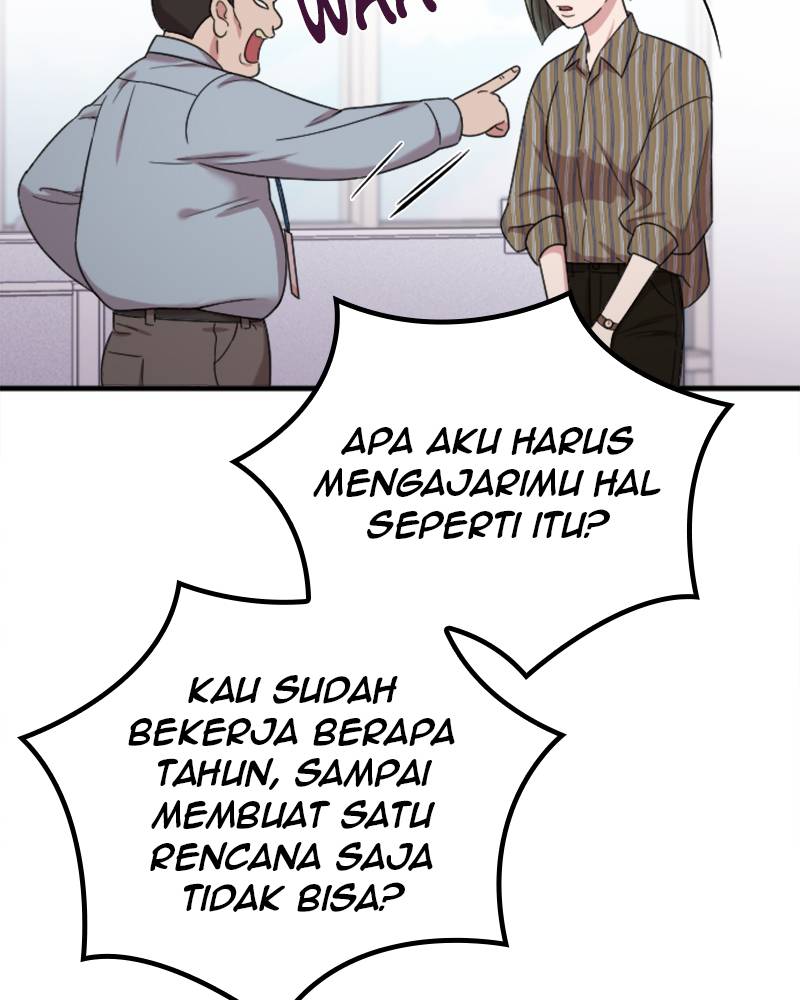 APA AKU HARUS
MENGAJARIMU HAL
SEPERTI ITU?
KAU SUDAH
BEKERJA BERAPA
TAHUN, SAMPAI
MEMBUAT SATU
RENCANA SAJA
TIDAK BISA?